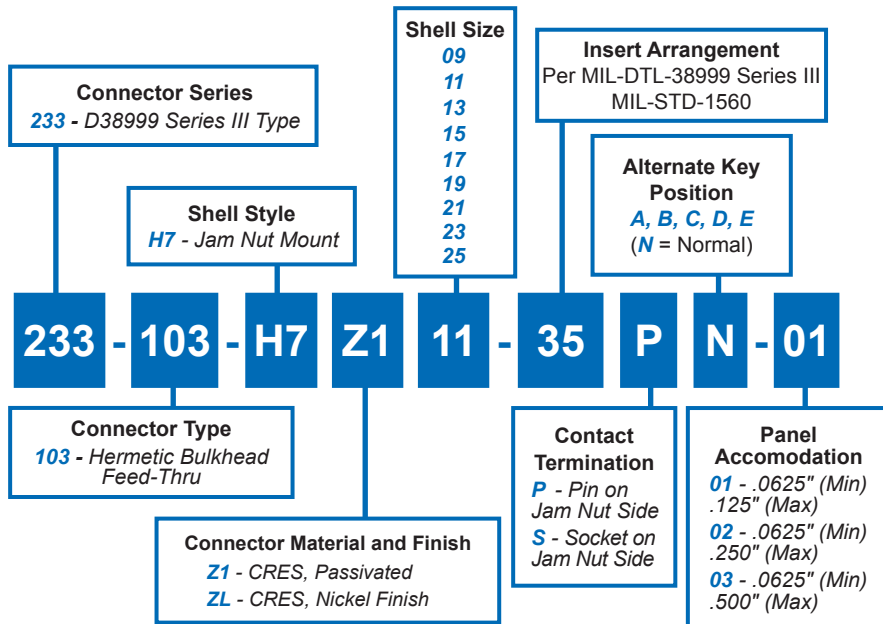 Connector Series
233 - D38999 Series III Type
Shell Style
H7 - Jam Nut Mount
Shell Size
09
11
13
15
17
19
21
23
25
Insert Arrangement
Per MIL-DTL-38999 Series III
MIL-STD-1560
Alternate Key
Position
A, B, C, D, E
(N = Normal)
233 - 103 - H7 Z1 11 - 35 P N - 01
Connector Type
103 - Hermetic Bulkhead
Feed-Thru
Connector Material and Finish
Z1 - CRES, Passivated
ZL - CRES, Nickel Finish
Contact
Termination
P - Pin on
Jam Nut Side
S - Socket on
Jam Nut Side
Panel
Accomodation
01 - .0625" (Min)
.125" (Max)
02 - .0625" (Min)
.250" (Max)
03 - .0625" (Min)
.500" (Max)